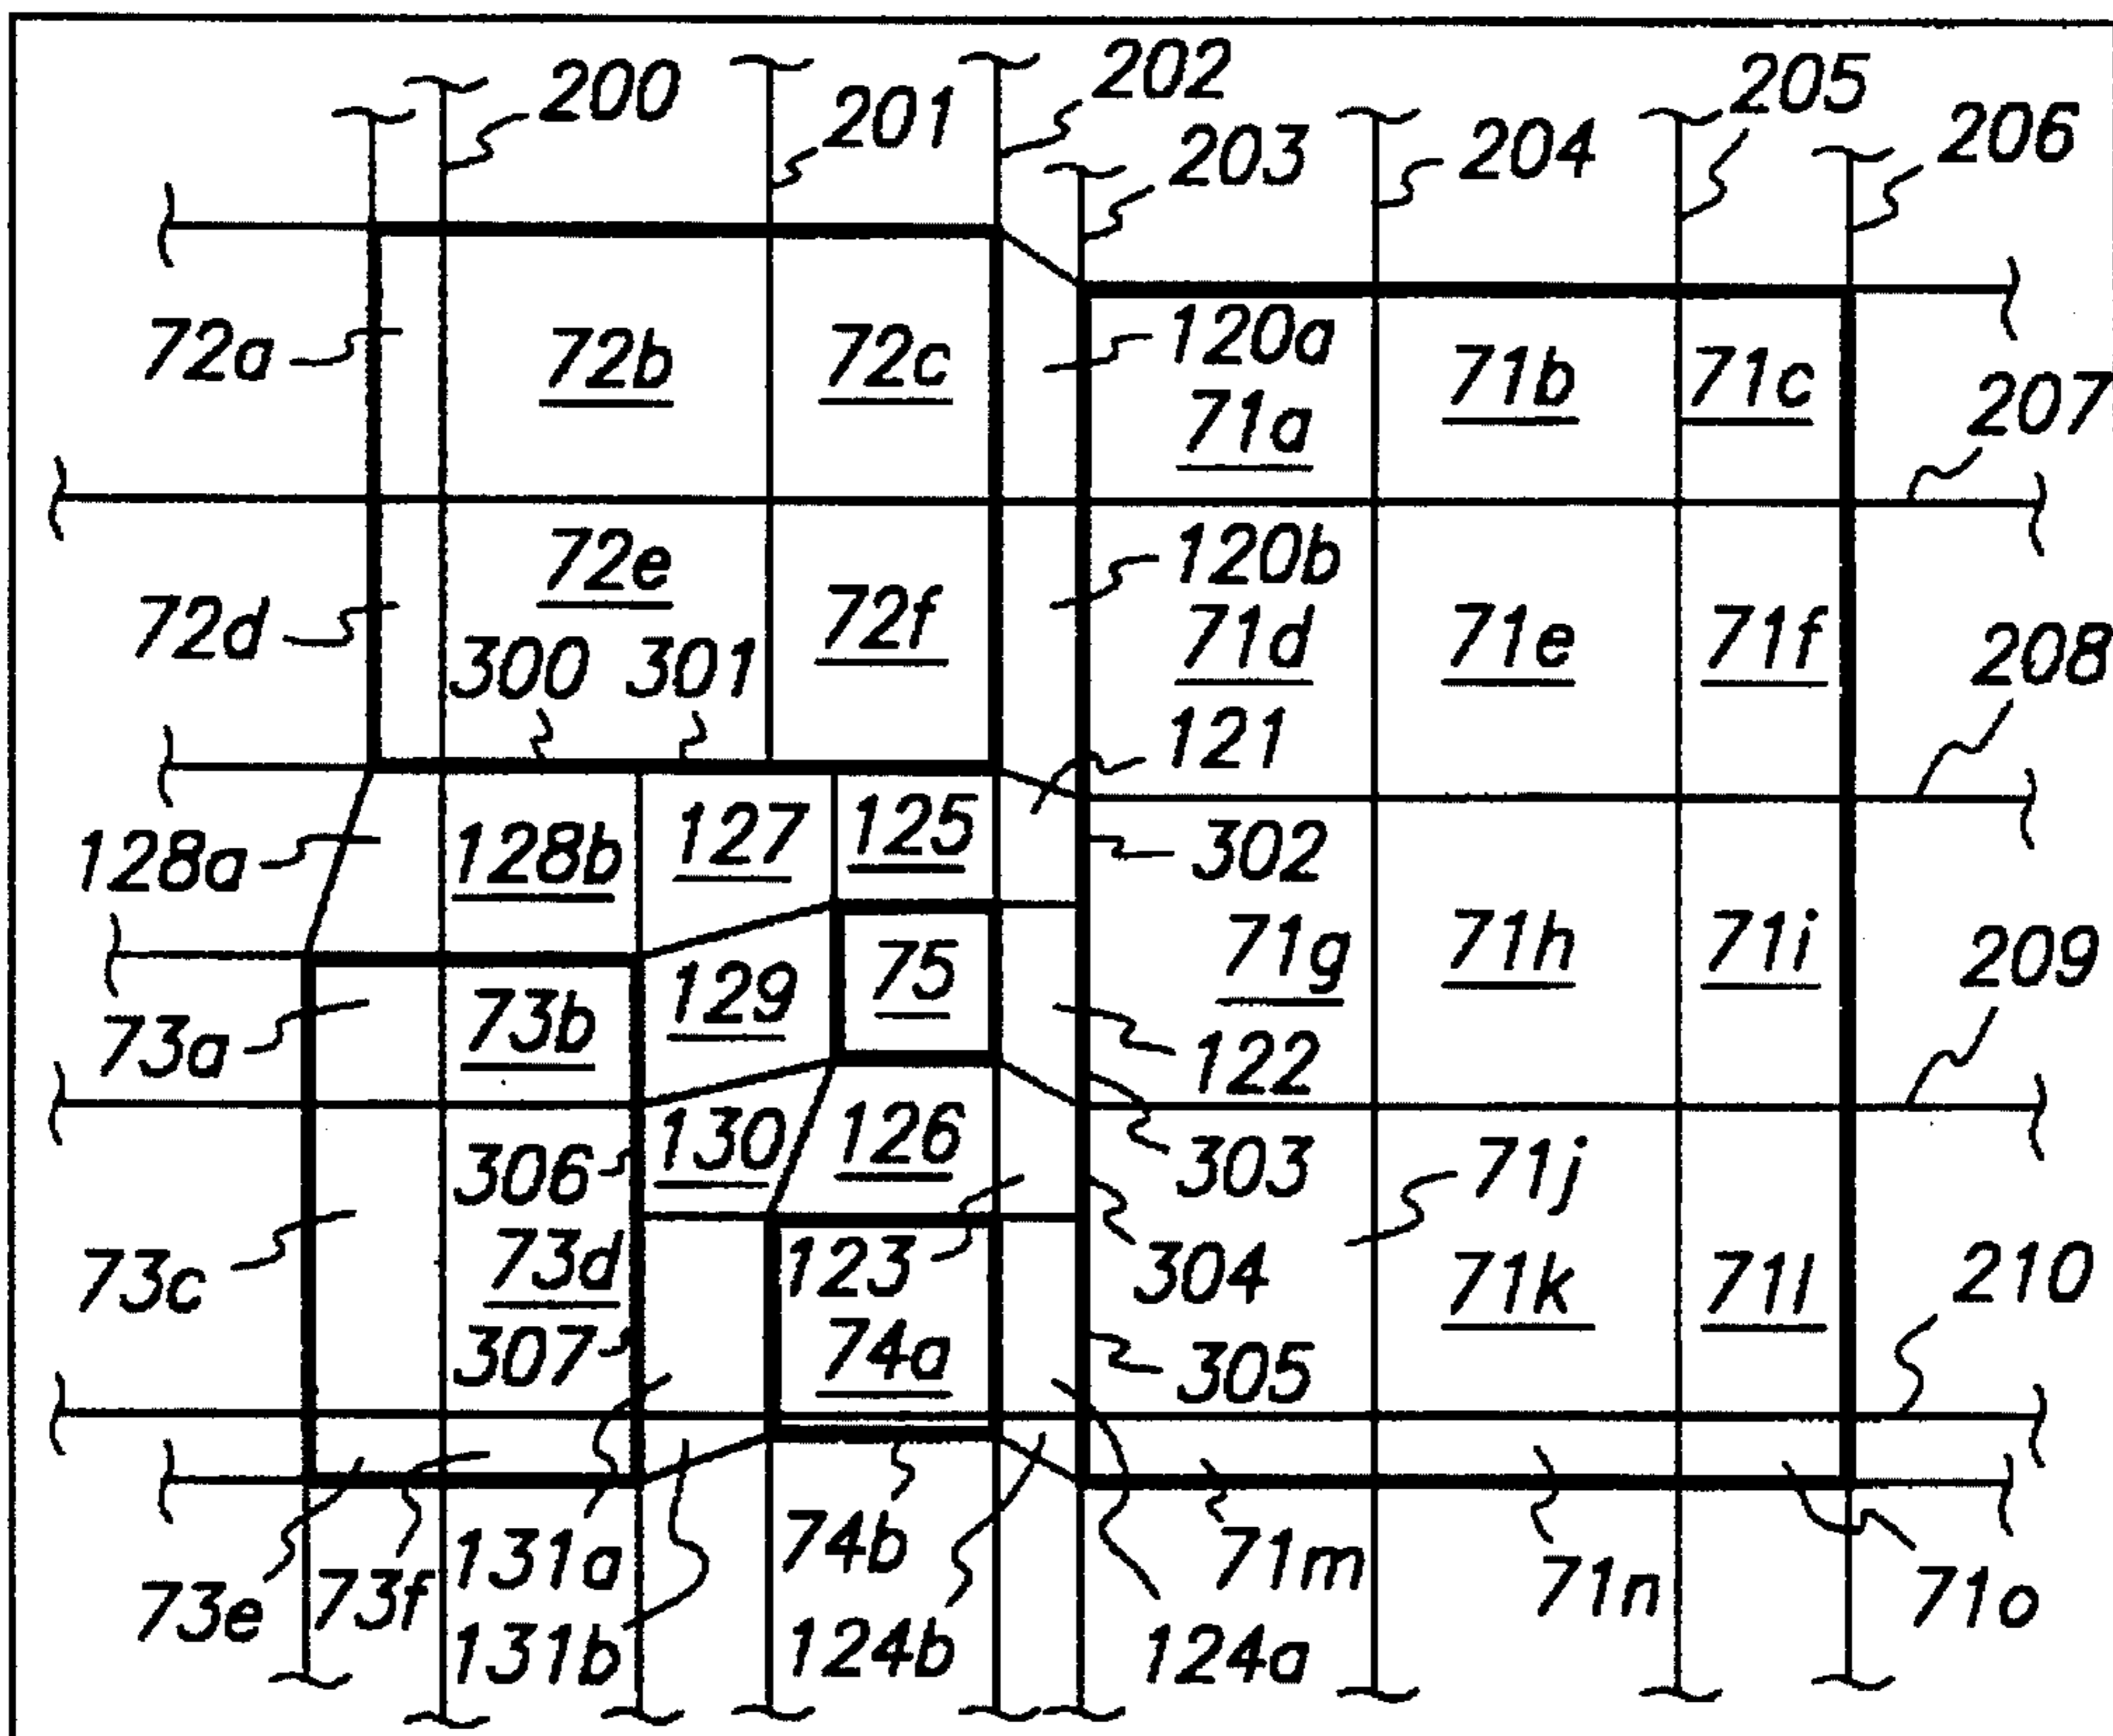 200 201 202 203 204 205 206
72a 72b 72c 120a 71b 71c
71a 207
72e 120b
72d 72f 71d 71e 71f 208
300 301
121
128a 128b 127 125 302
73a 73b 129 75 71g 71h 71i 209
122
306 130 126 303 71j
73c 73d 123 304 71k 71l 210
307 74a 305
73e 73f 131a 74b 71m 71n 71o
131b 124b 124a